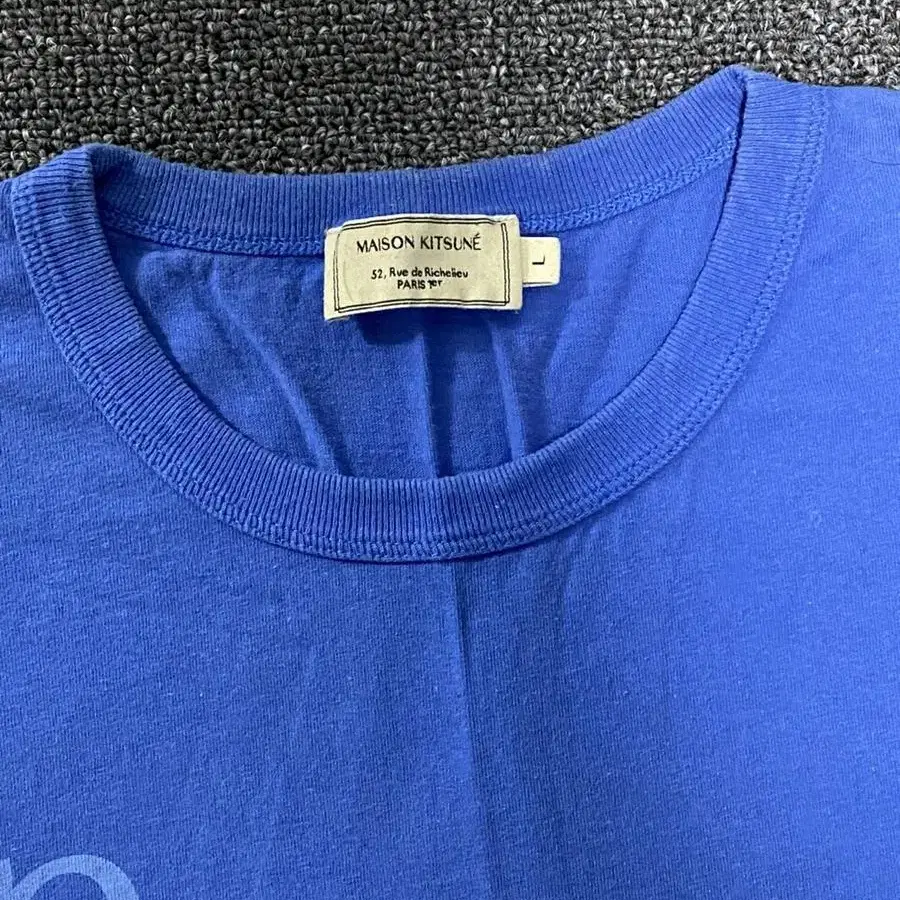 MAISON KITSUNÉ
L
52, Rue de Richelieu
PARIS 1er
n